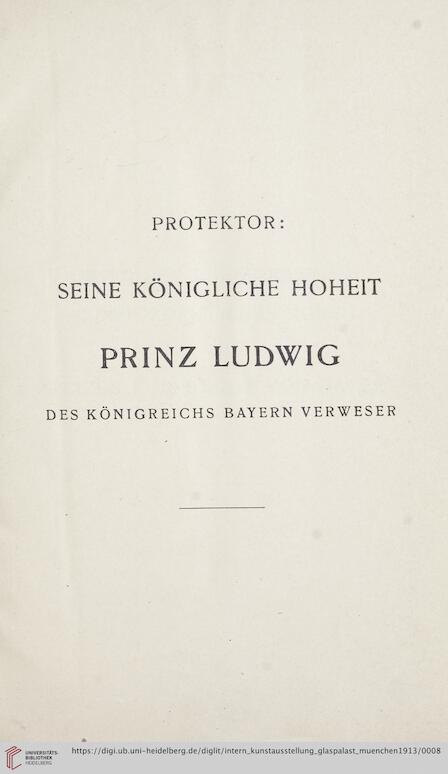 PROTEKTOR:
SEINE KÖNIGLICHE HOHEIT
PRINZ LUDWIG
DES KÖNIGREICHS BAYERN VERWESER
UNIVERSITÄTS-
BIBLIOTHEK
HEIDELBERG
https://digi.ub.uni-heidelberg.de/diglit/intern_kunstausstellung_glaspalast_muenchen1913/0008